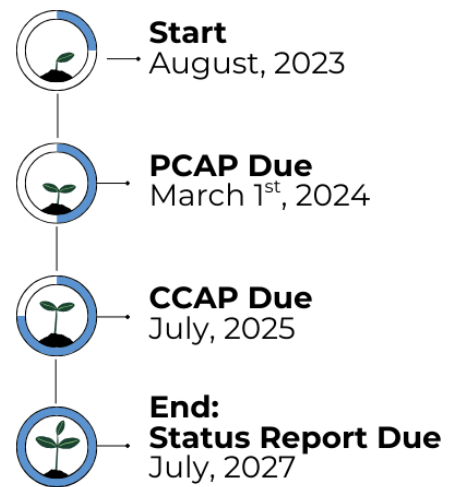 Start
August, 2023
PCAP Due
March 1st, 2024
CCAP Due
July, 2025
End:
Status Report Due
July, 2027